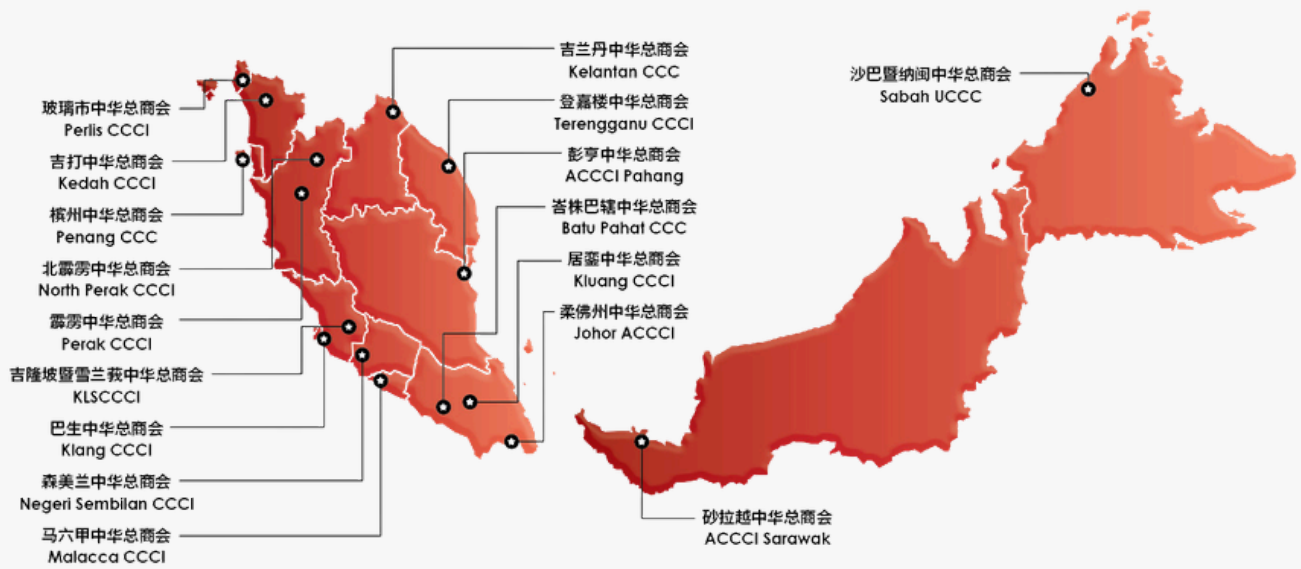 玻璃市中华总商会
Perlis CCCI
吉打中华总商会
Kedah CCCI
槟州中华总商会
Penang CCC
北霹雳中华总商会
North Perak CCCI
霹雳中华总商会
Perak CCCI
吉隆坡暨雪兰莪中华总商会
KLSCCCI
巴生中华总商会
Klang CCCI
森美兰中华总商会
Negeri Sembilan CCCI
马六甲中华总商会
Malacca CCCI
吉兰丹中华总商会
Kelantan CCC
登嘉楼中华总商会
Terengganu CCCI
彭亨中华总商会
ACCCI Pahang
峇株巴辖中华总商会
Batu Pahat CCC
居銮中华总商会
Kluang CCCI
柔佛州中华总商会
Johor ACCCI
沙巴暨纳闽中华总商会
Sabah UCCC
砂拉越中华总商会
ACCCI Sarawak